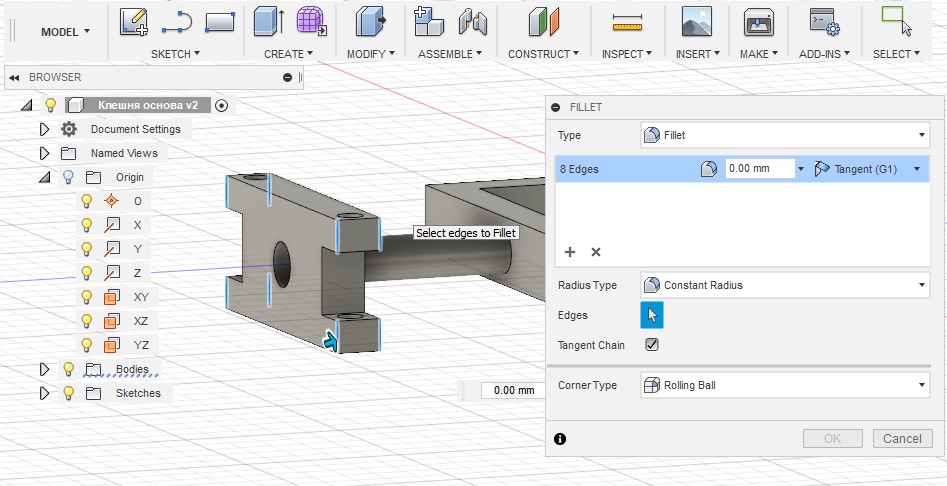 MODEL
SKETCH
CREATE
MODIFY
ASSEMBLE
CONSTRUCT
INSPECT
INSERT
MAKE
ADD-INS
SELECT
BROWSER
Клешня основа v2
Document Settings
Named Views
Origin
O
X
Y
Z
XY
XZ
YZ
Bodies
Sketches
Select edges to Fillet
0.00 mm
FILLET
Type
Fillet
8 Edges
0.00 mm
Tangent (G1)
Radius Type
Constant Radius
Edges
Tangent Chain
Corner Type
Rolling Ball
OK
Cancel